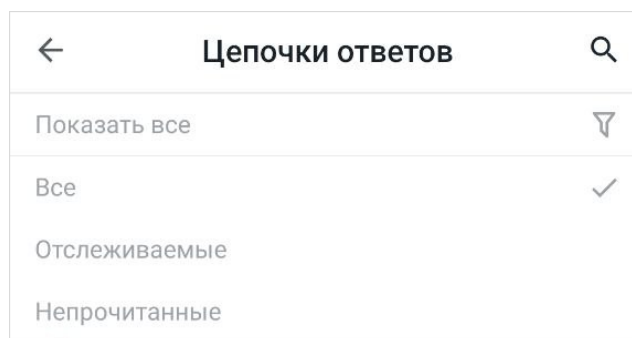 Цепочки ответов
Показать все
Все
Отслеживаемые
Непрочитанные